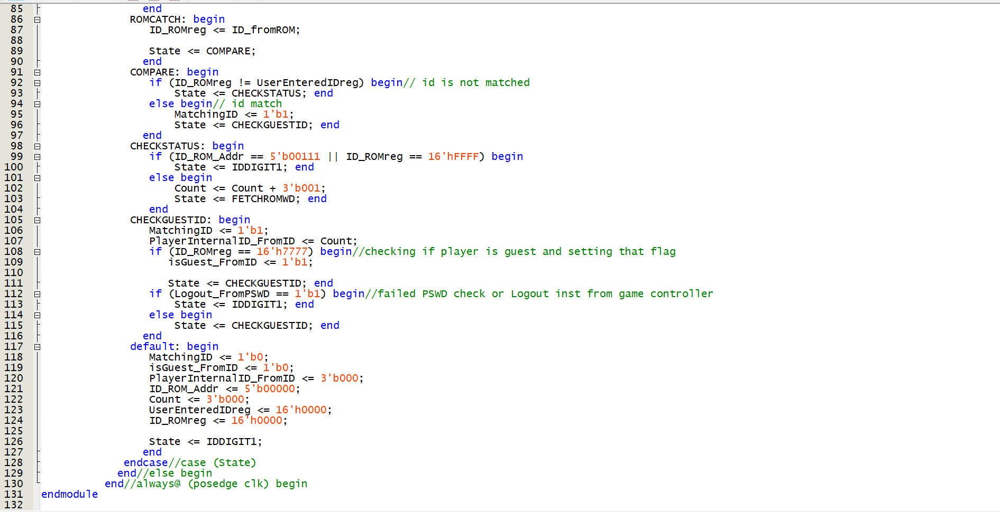 85 end
86 ROMCATCH: begin
87 ID_ROMreg <= ID_fromROM;
88
89 State <= COMPARE;
90 end
91 COMPARE: begin
92 if (ID_ROMreg != UserEnteredIDreg) begin// id is not matched
93 State <= CHECKSTATUS; end
94 else begin// id match
95 MatchingID <= 1'b1;
96 State <= CHECKGUESTID; end
97 end
98 CHECKSTATUS: begin
99 if (ID_ROM_Addr == 5'b00111 || ID_ROMreg == 16'hFFFF) begin
100 State <= IDDIGIT1; end
101 else begin
102 Count <= Count + 3'b001;
103 State <= FETCHROMWD; end
104 end
105 CHECKGUESTID: begin
106 MatchingID <= 1'b1;
107 PlayerInternalID_FromID <= Count;
108 if (ID_ROMreg == 16'h7777) begin//checking if player is guest and setting that flag
109 isGuest_FromID <= 1'b1;
110
111 State <= CHECKGUESTID; end
112 if (Logout_FromPSWD == 1'b1) begin//failed PSWD check or Logout inst from game controller
113 State <= IDDIGIT1; end
114 else begin
115 State <= CHECKGUESTID; end
116 end
117 default: begin
118 MatchingID <= 1'b0;
119 isGuest_FromID <= 1'b0;
120 PlayerInternalID_FromID <= 3'b000;
121 ID_ROM_Addr <= 5'b00000;
122 Count <= 3'b000;
123 UserEnteredIDreg <= 16'h0000;
124 ID_ROMreg <= 16'h0000;
125
126 State <= IDDIGIT1;
127 end
128 endcase//case (State)
129 end//else begin
130 end//always@ (posedge clk) begin
131 endmodule
132